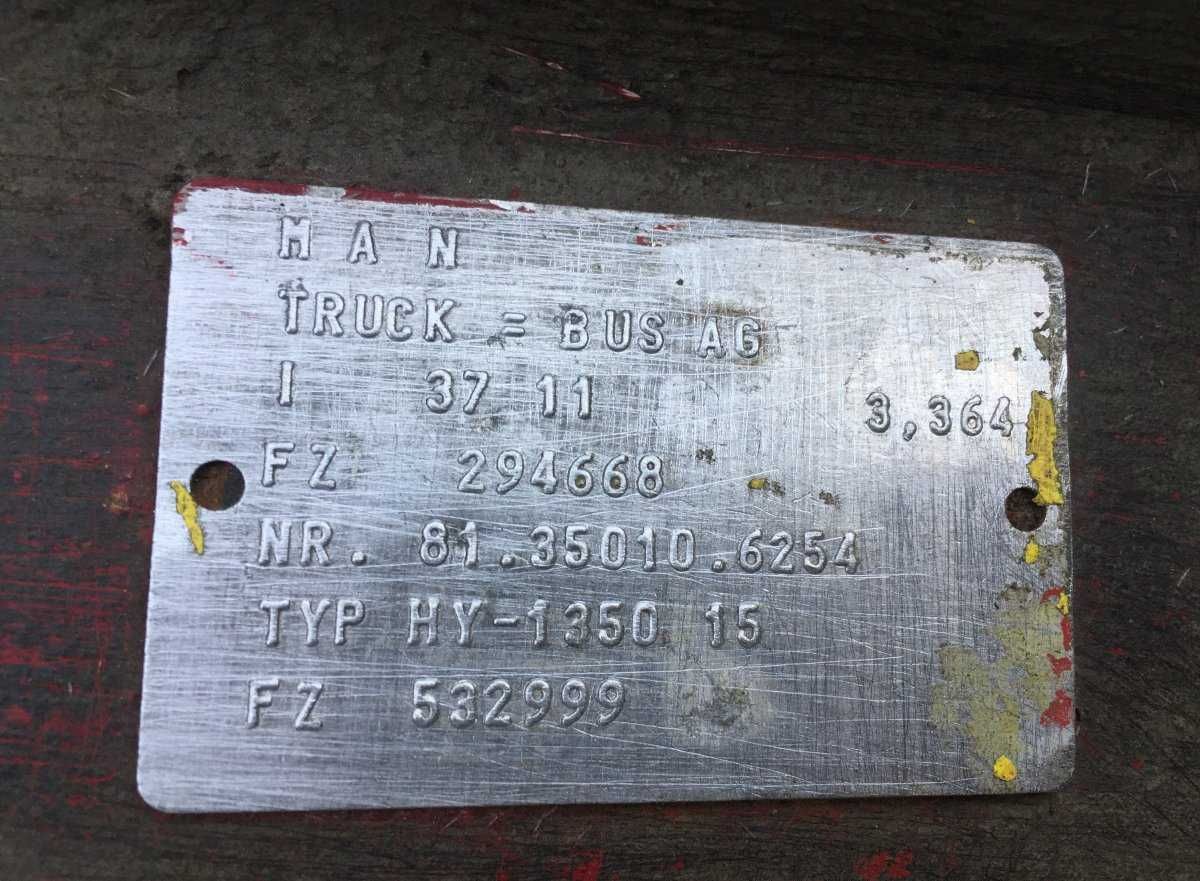 M A N
TRUCK = BUS AG
I 37 11 3,364
FZ 294668
NR. 81.35010.6254
TYP HY-1350 15
FZ 532999